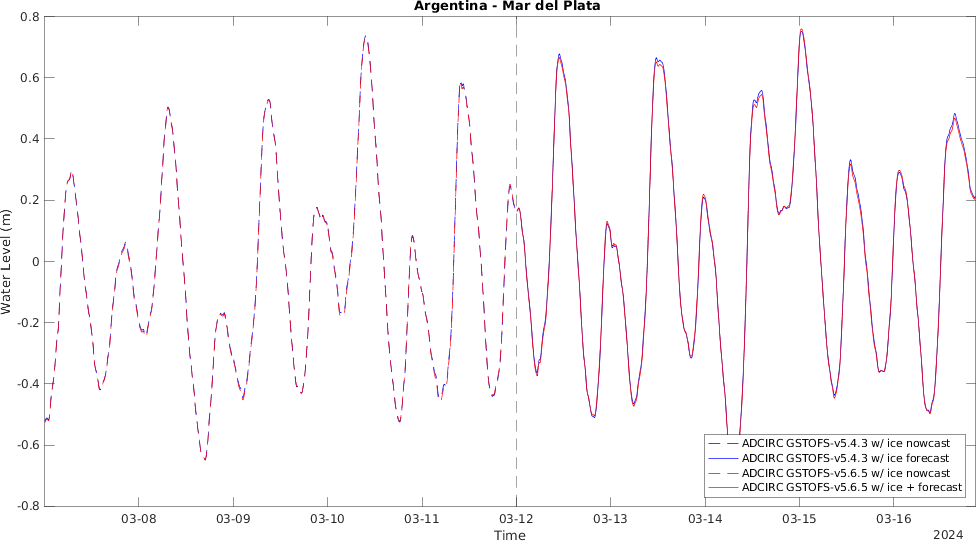 Argentina - Mar del Plata
0.8
0.6
0.4
0.2
0
-0.2
-0.4
-0.6
-0.8
Water Level (m)
ADCIRC GSTOFS-v5.4.3 w/ ice nowcast
ADCIRC GSTOFS-v5.4.3 w/ ice forecast
ADCIRC GSTOFS-v5.6.5 w/ ice nowcast
ADCIRC GSTOFS-v5.6.5 w/ ice + forecast
03-08 03-09 03-10 03-11 03-12 03-13 03-14 03-15 03-16
Time
2024